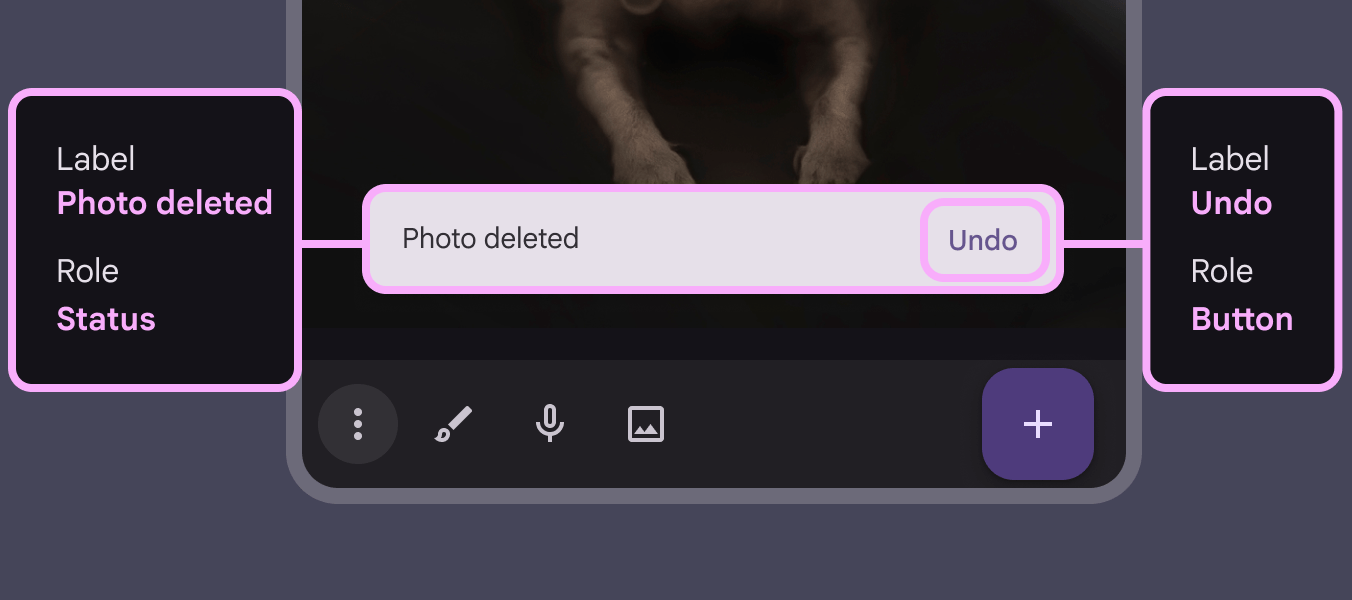 Label
Photo deleted
Role
Status
Photo deleted
Undo
Label
Undo
Role
Button